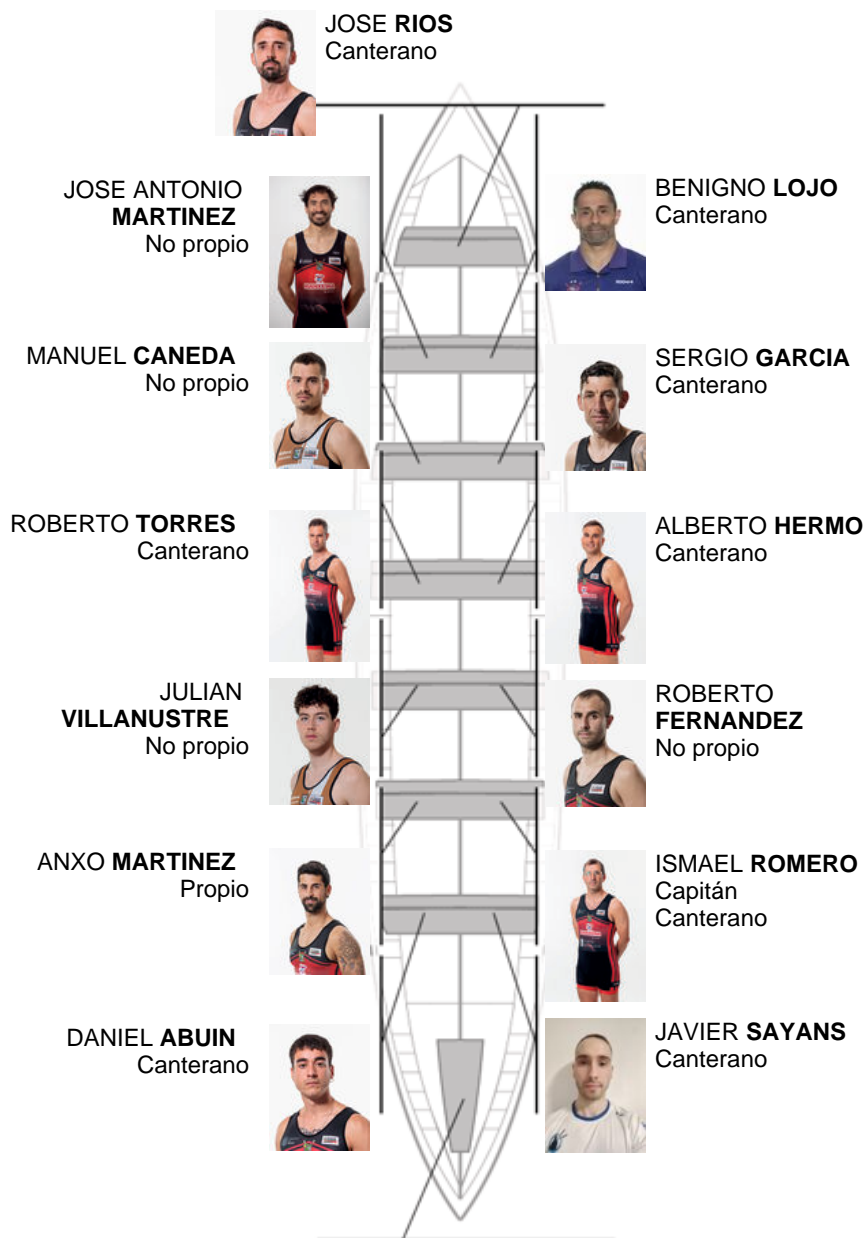 JOSE RIOS
Canterano
JOSE ANTONIO
MARTINEZ
No propio
BENIGNO LOJO
Canterano
MANUEL CANEDA
No propio
SERGIO GARCIA
Canterano
ROBERTO TORRES
Canterano
ALBERTO HERMO
Canterano
JULIAN
VILLANUSTRE
No propio
ROBERTO
FERNANDEZ
No propio
ANXO MARTINEZ
Propio
ISMAEL ROMERO
Capitán
Canterano
DANIEL ABUIN
Canterano
JAVIER SAYANS
Canterano